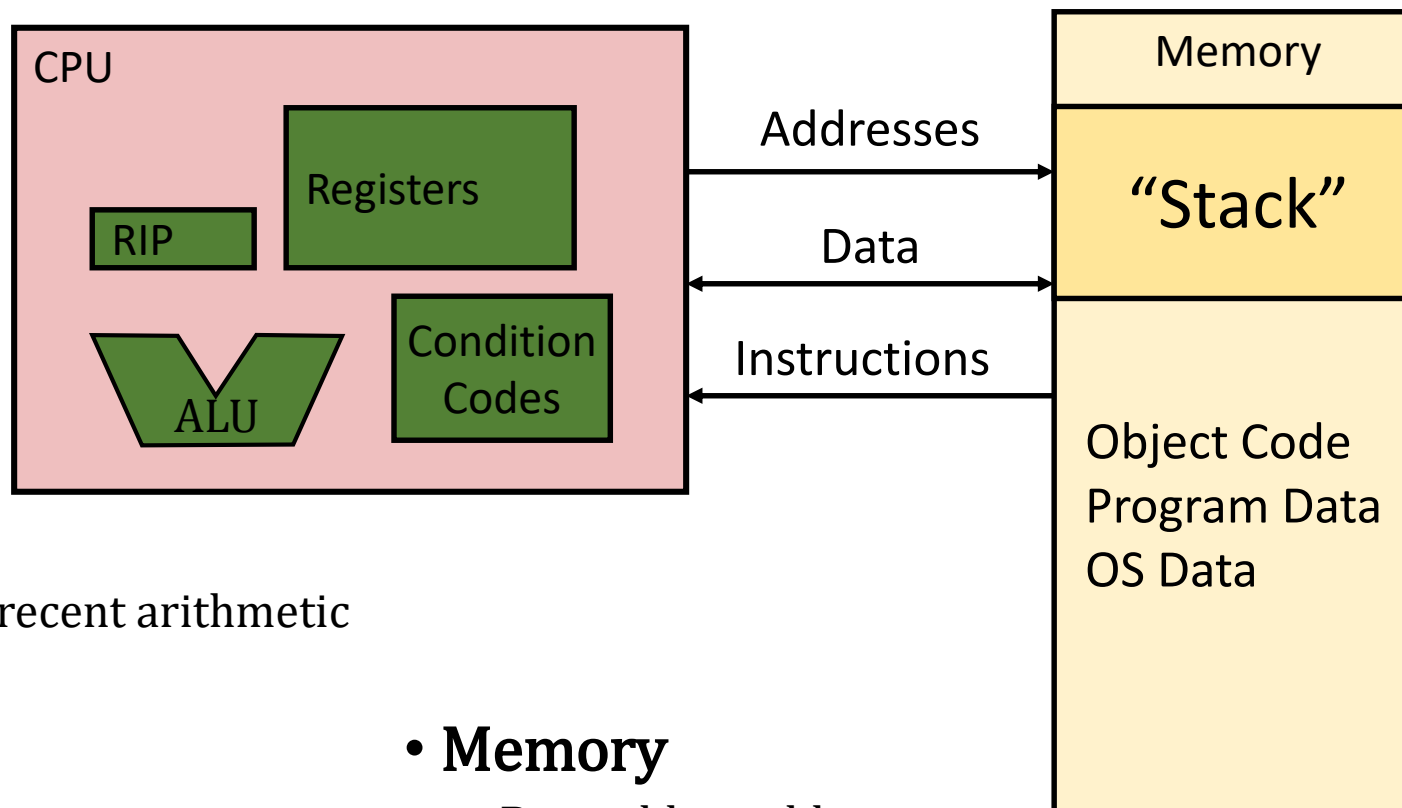 CPU
Registers
RIP
Condition
Codes
ALU
Addresses
Data
Instructions
Memory
“Stack”
Object Code
Program Data
OS Data
recent arithmetic
• Memory